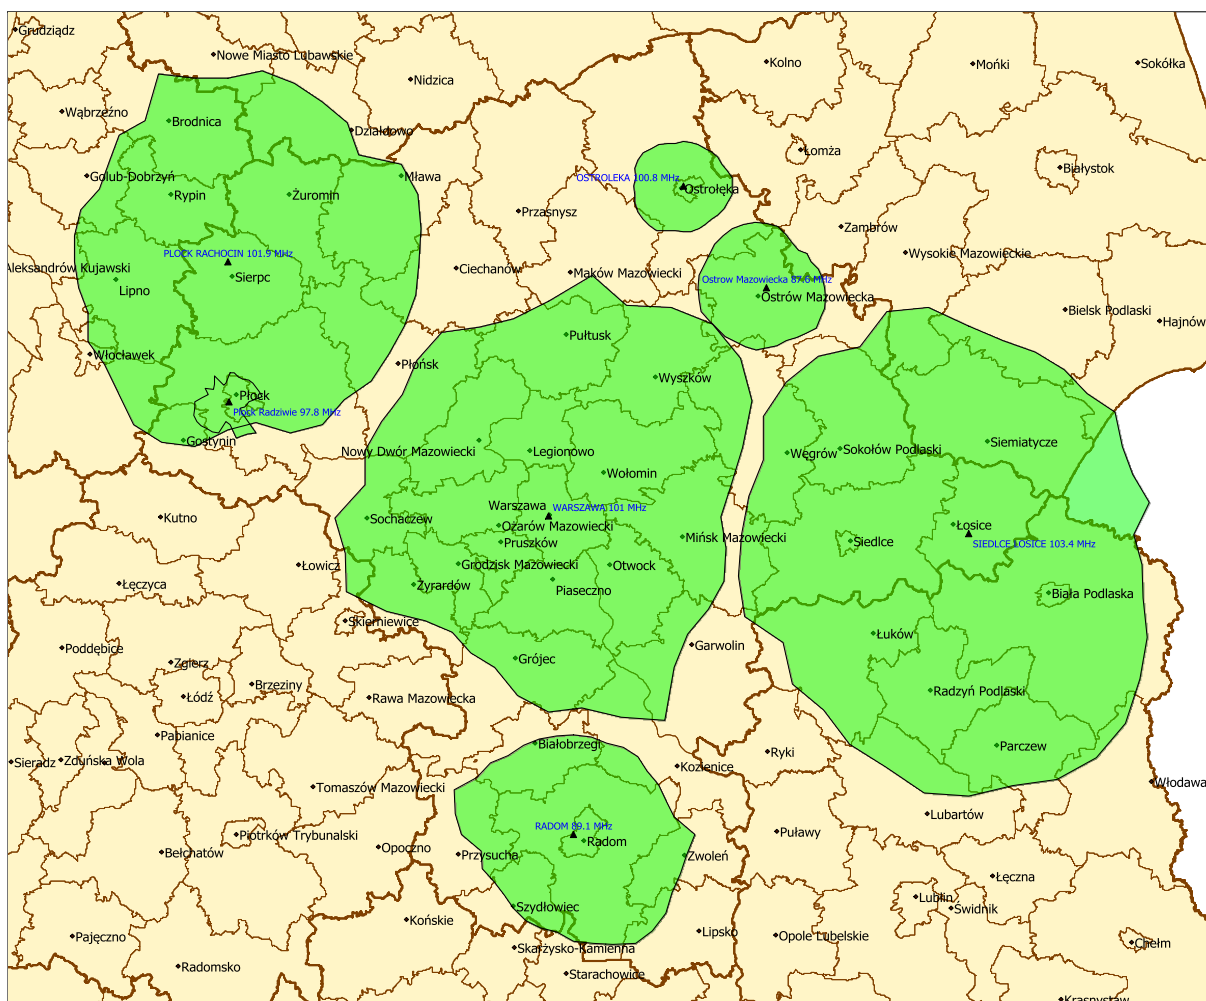 Grudziądz
Nowe Miasto Lubawskie
Nidzica
Kolno
Mońki
Sokółka
Wąbrzeźno
Brodnica
Działdowo
Łomża
Białystok
Golub-Dobrzyń
Rypin
Żuromin
Mława
OSTROLEKA 100.8 MHz
Ostrołęka
Przasnysz
Zambrów
Wysokie Mazowieckie
PLOCK RACHOCIN 101.9 MHz
Aleksandrów Kujawski
Sierpc
Ciechanów
Maków Mazowiecki
Ostrow Mazowiecka 87.6 MHz
Ostrów Mazowiecka
Lipno
Bielsk Podlaski
Hajnów
Pułtusk
Włocławek
Płońsk
Wyszków
Płock
Plock Radziwie 97.8 MHz
Gostynin
Nowy Dwór Mazowiecki
Legionowo
Wołomin
Węgrów
Sokołów Podlaski
Siemiatycze
Kutno
Sochaczew
Warszawa
WARSZAWA 101 MHz
Ożarów Mazowiecki
Pruszków
Mińsk Mazowiecki
Siedlce
Łosice
SIEDLCE LOSICE 103.4 MHz
Łowicz
Grodzisk Mazowiecki
Otwock
Łęczyca
Żyrardów
Piaseczno
Biała Podlaska
Skierniewice
Łuków
Poddębice
Zgierz
Grójec
Garwolin
Brzeziny
Łódź
Rawa Mazowiecka
Radzyń Podlaski
Pabianice
Białobrzegi
Ryki
Parczew
Sieradz
Zduńska Wola
Kozienice
Włodawa
Tomaszów Mazowiecki
Lubartów
Piotrków Trybunalski
RADOM 89.1 MHz
Radom
Puławy
Bełchatów
Opoczno
Przysucha
Zwoleń
Łęczna
Lublin
Świdnik
Szydłowiec
Końskie
Pajęczno
Skarżysko-Kamienna
Lipsko
Opole Lubelskie
Chełm
Radomsko
Starachowice
Krasnystaw